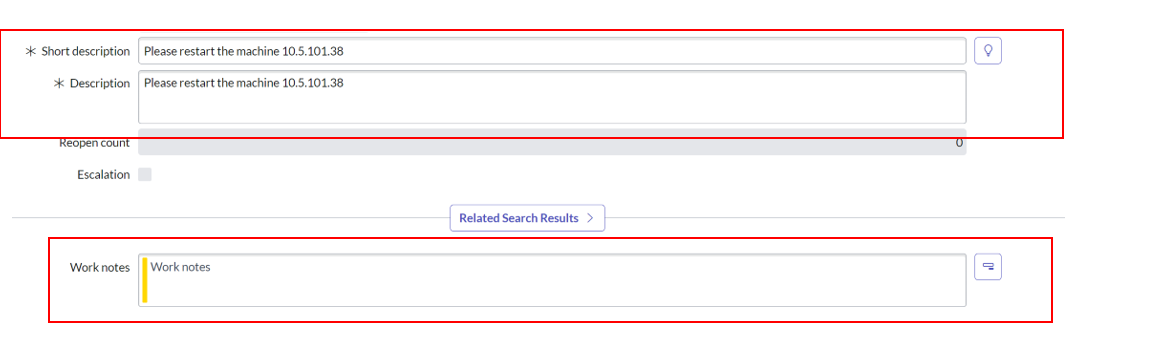 * Short description Please restart the machine 10.5.101.38
* Description Please restart the machine 10.5.101.38
Reopen count 0
Escalation
Related Search Results >
Work notes Work notes